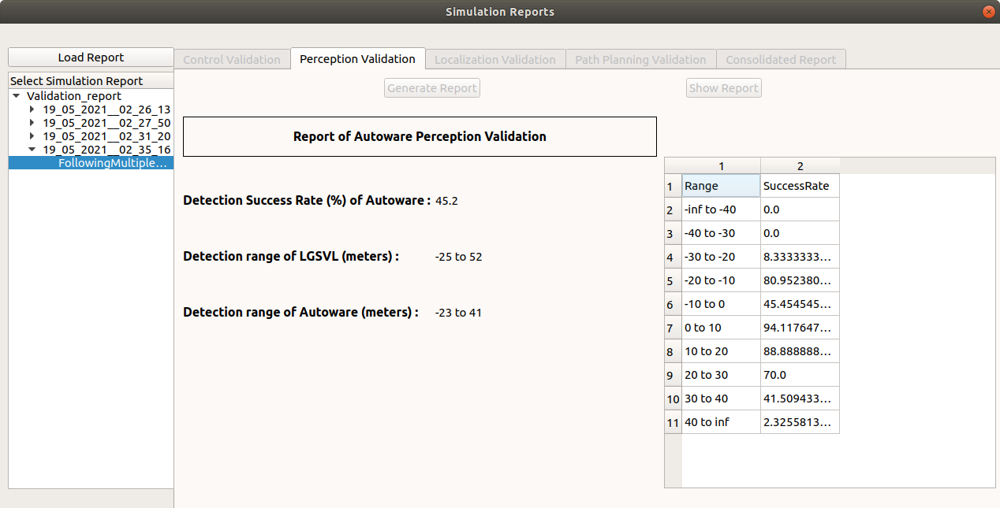 Simulation Reports
Load Report
Control Validation
Perception Validation
Localization Validation
Path Planning Validation
Consolidated Report
Select Simulation Report
Validation_report
19_05_2021__02_26_13
19_05_2021__02_27_50
19_05_2021__02_31_20
19_05_2021__02_35_16
FollowingMultiple...
Generate Report
Show Report
Report of Autoware Perception Validation
Detection Success Rate (%) of Autoware : 45.2
Detection range of LGSVL (meters) : -25 to 52
Detection range of Autoware (meters) : -23 to 41
1 2
1 Range SuccessRate
2 -inf to -40 0.0
3 -40 to -30 0.0
4 -30 to -20 8.3333333...
5 -20 to -10 80.952380...
6 -10 to 0 45.454545...
7 0 to 10 94.117647...
8 10 to 20 88.888888...
9 20 to 30 70.0
10 30 to 40 41.509433...
11 40 to inf 2.3255813...